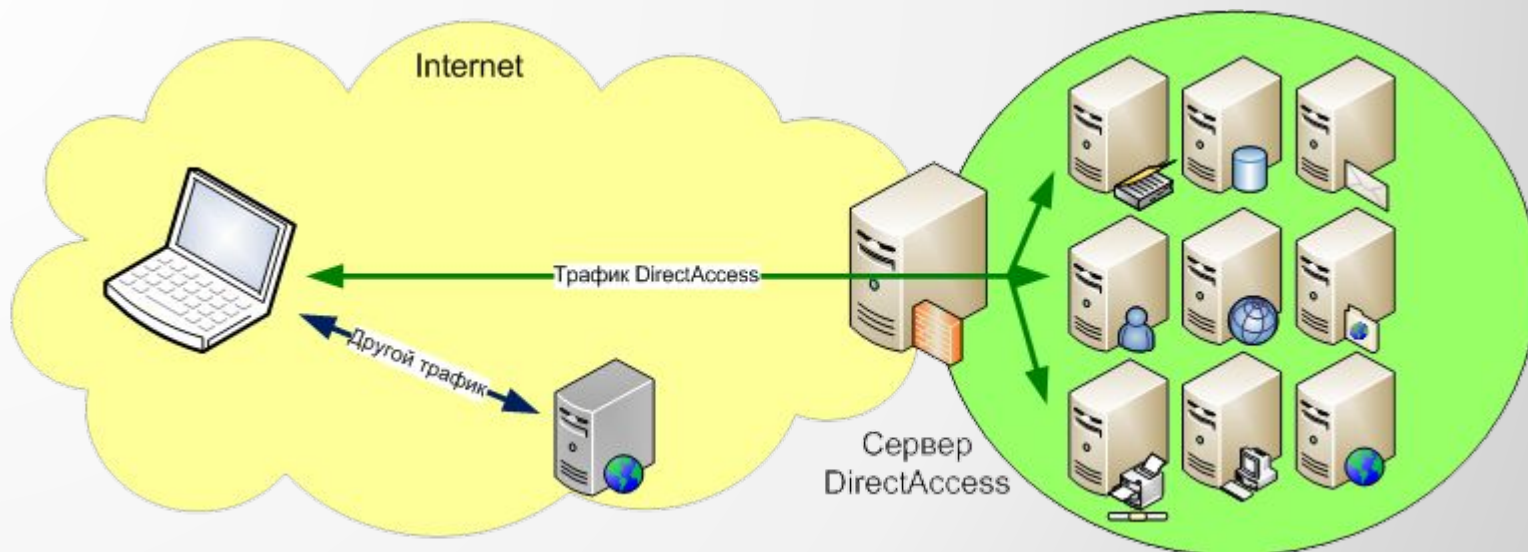 Internet
Трафик DirectAccess
Другой трафик
Сервер
DirectAccess